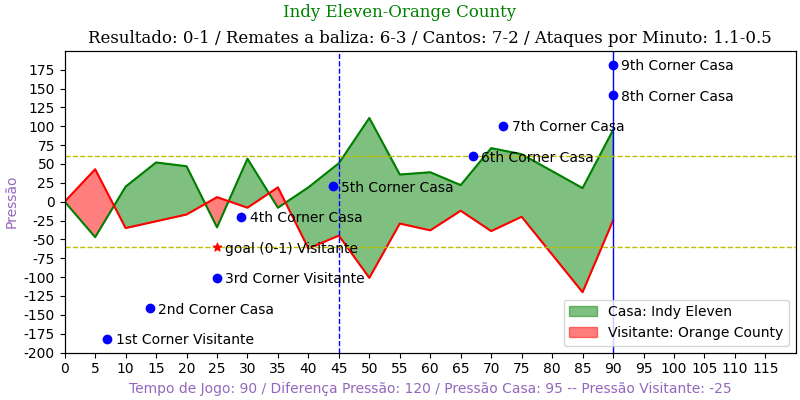 Indy Eleven-Orange County
Resultado: 0-1 / Remates a baliza: 6-3 / Cantos: 7-2 / Ataques por Minuto: 1.1-0.5
Pressão
175
150
125
100
75
50
25
0
-25
-50
-75
-100
-125
-150
-175
-200
9th Corner Casa
8th Corner Casa
7th Corner Casa
6th Corner Casa
5th Corner Casa
4th Corner Casa
goal (0-1) Visitante
3rd Corner Visitante
2nd Corner Casa
1st Corner Visitante
Casa: Indy Eleven
Visitante: Orange County
0 5 10 15 20 25 30 35 40 45 50 55 60 65 70 75 80 85 90 95 100 105 110 115
Tempo de Jogo: 90 / Diferença Pressão: 120 / Pressão Casa: 95 -- Pressão Visitante: -25